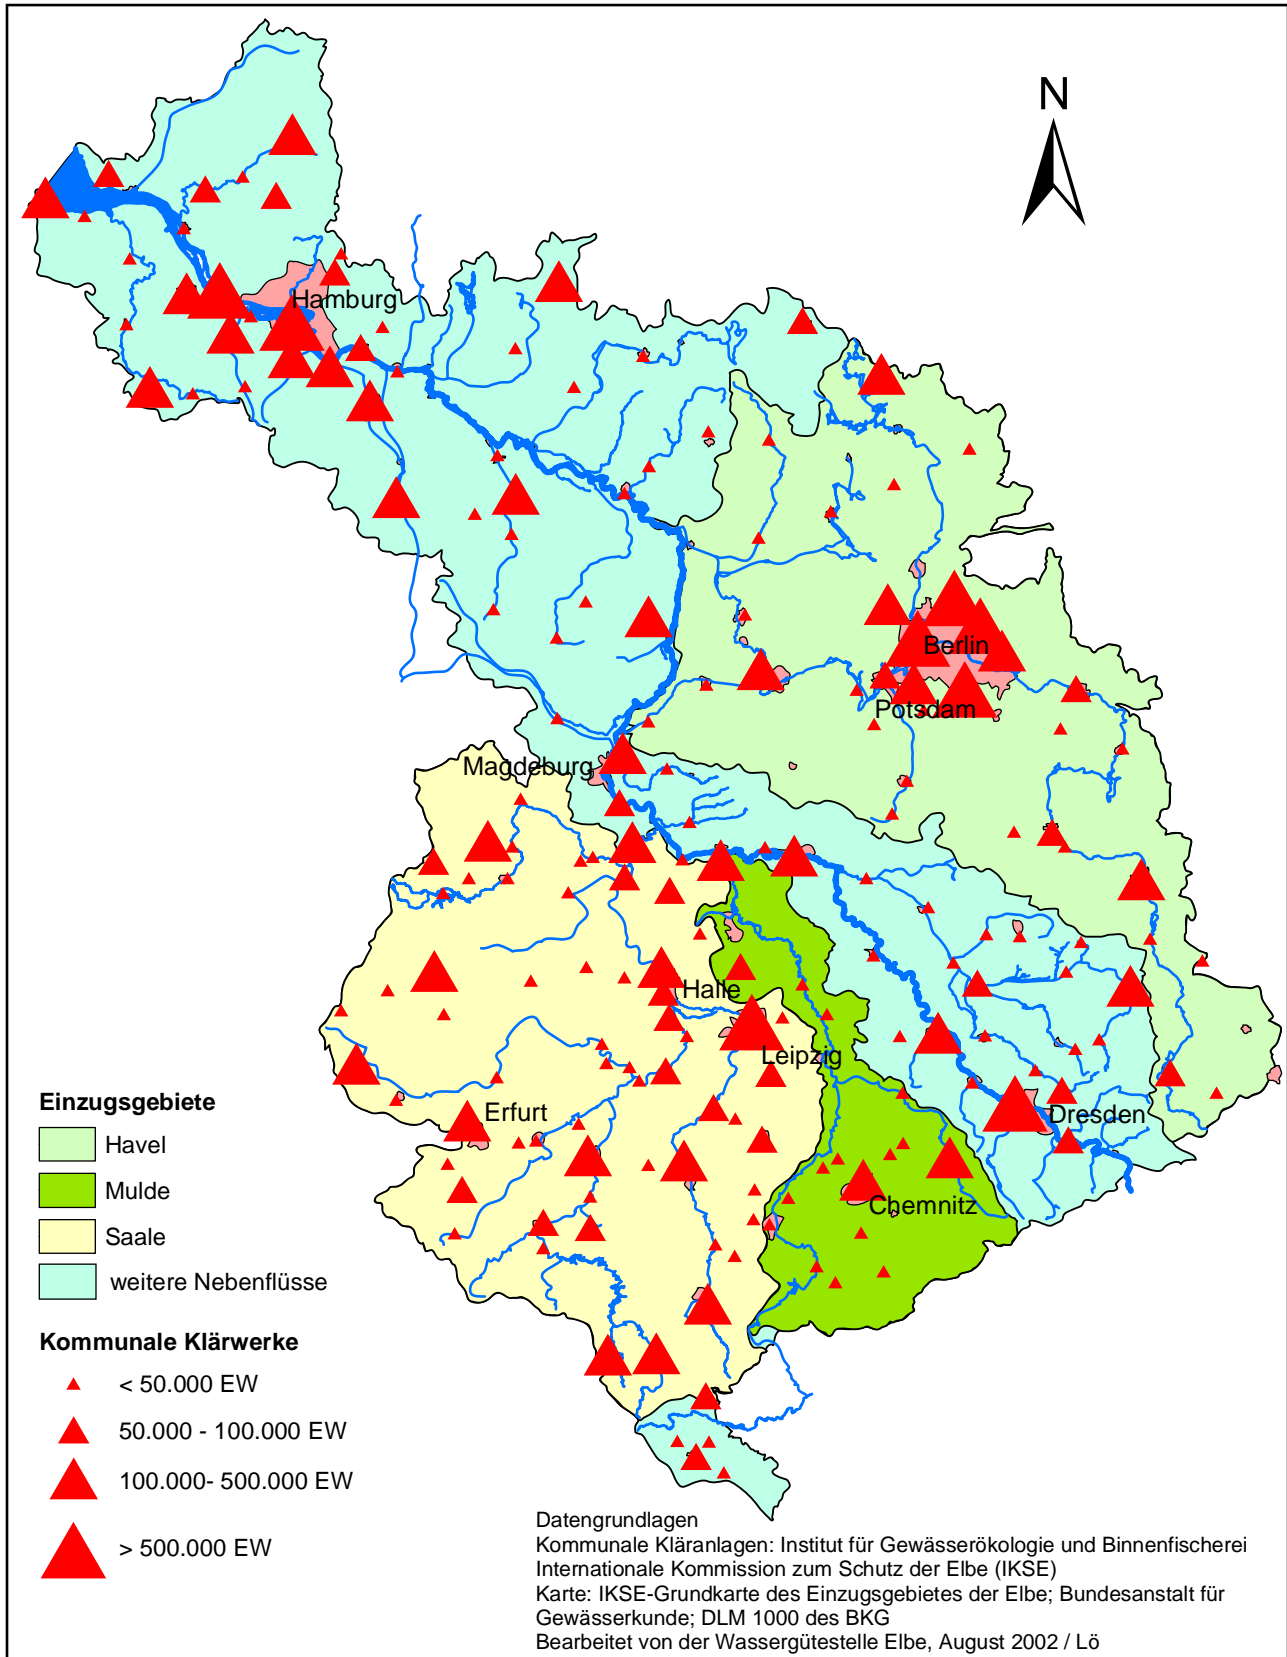 N
Hamburg
Berlin
Potsdam
Magdeburg
Halle
Leipzig
Erfurt
Dresden
Chemnitz
Einzugsgebiete
Havel
Mulde
Saale
weitere Nebenflüsse
Kommunale Klärwerke
< 50.000 EW
50.000 - 100.000 EW
100.000- 500.000 EW
> 500.000 EW
Datengrundlagen
Kommunale Kläranlagen: Institut für Gewässerökologie und Binnenfischerei
Internationale Kommission zum Schutz der Elbe (IKSE)
Karte: IKSE-Grundkarte des Einzugsgebietes der Elbe; Bundesanstalt für
Gewässerkunde; DLM 1000 des BKG
Bearbeitet von der Wassergütestelle Elbe, August 2002 / Lö